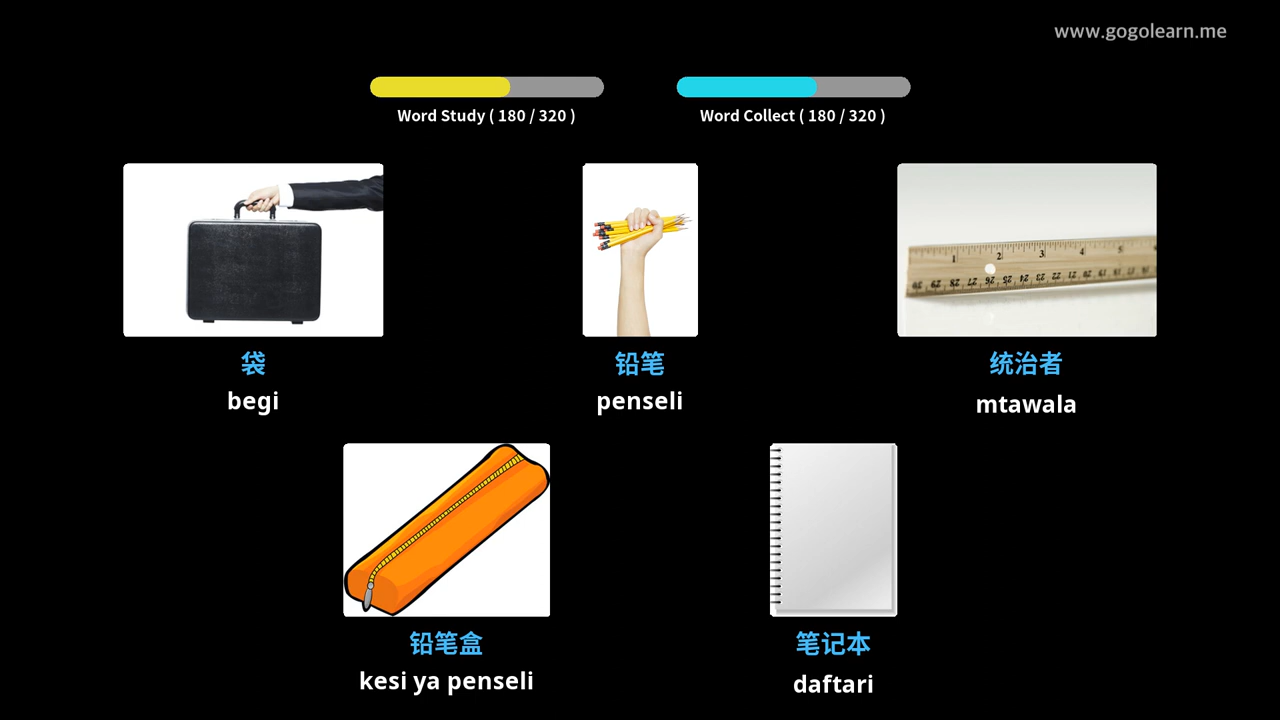 www.gogolearn.me
Word Study ( 180 / 320 )
Word Collect ( 180 / 320 )
袋
begi
铅笔
penseli
统治者
mtawala
铅笔盒
kesi ya penseli
笔记本
daftari